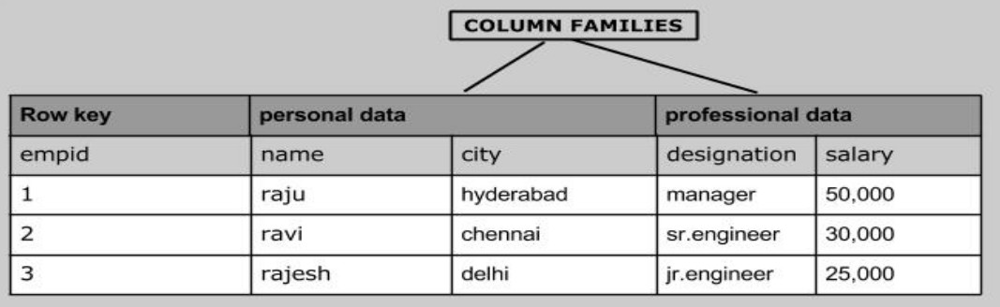 COLUMN FAMILIES
Row key personal data professional data
empid name city designation salary
1 raju hyderabad manager 50,000
2 ravi chennai sr.engineer 30,000
3 rajesh delhi jr.engineer 25,000